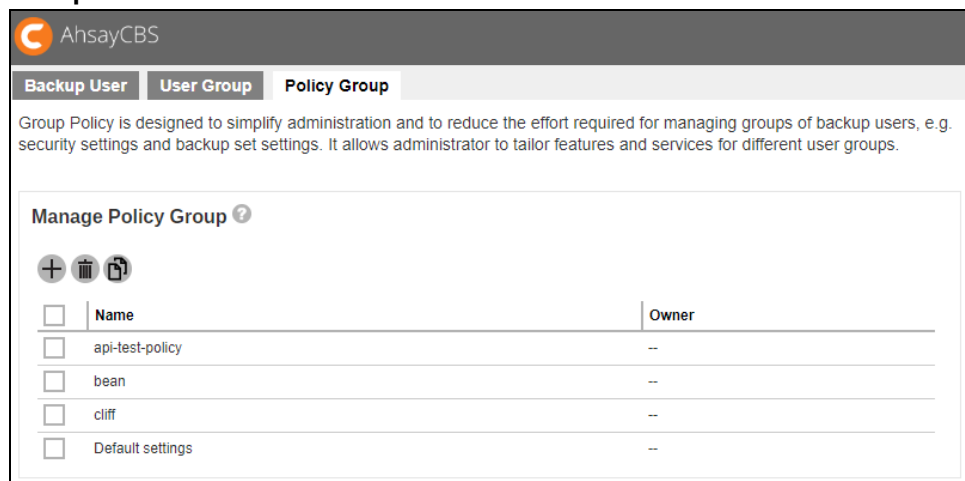 AhsayCBS
Backup User User Group Policy Group
Group Policy is designed to simplify administration and to reduce the effort required for managing groups of backup users, e.g.
security settings and backup set settings. It allows administrator to tailor features and services for different user groups.
Manage Policy Group ?
Name Owner
api-test-policy --
bean --
cliff --
Default settings --